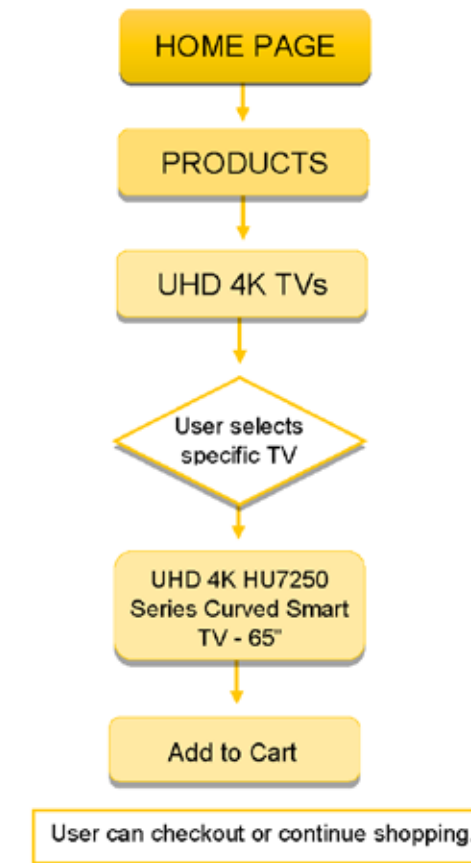 HOME PAGE
PRODUCTS
UHD 4K TVs
User selects
specific TV
UHD 4K HU7250
Series Curved Smart
TV - 65"
Add to Cart
User can checkout or continue shopping.